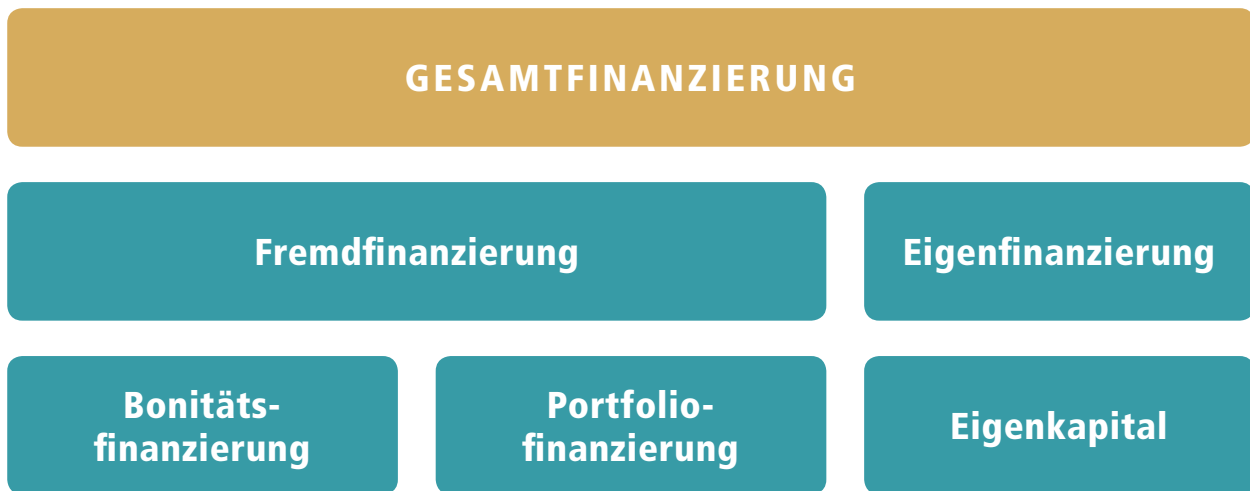 GESAMTFINANZIERUNG
Fremdfinanzierung
Eigenfinanzierung
Bonitäts-
finanzierung
Portfolio-
finanzierung
Eigenkapital